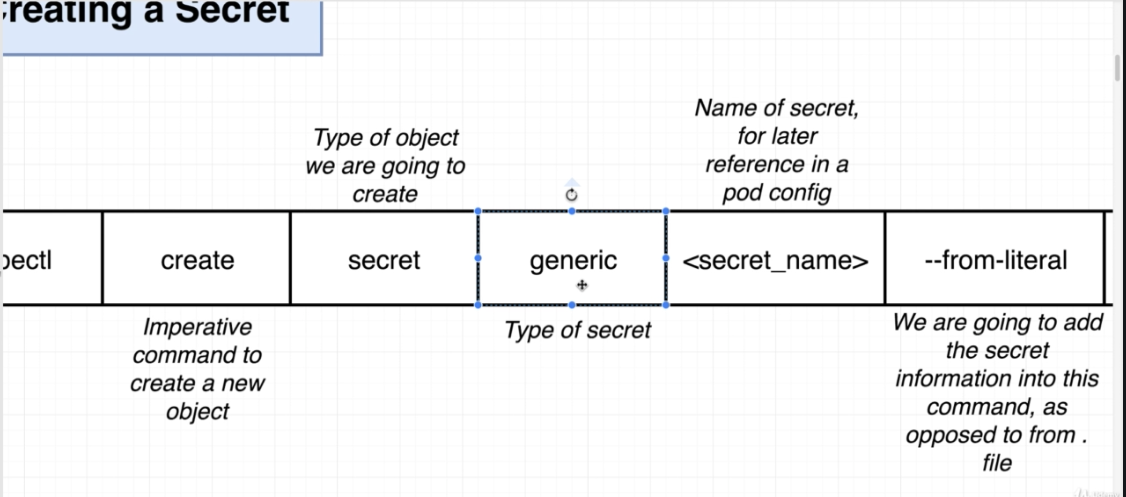 reating a Secret
Name of secret,
for later
reference in a
pod config
Type of object
we are going to
create
ectl
create
secret
generic
<secret_name>
--from-literal
Imperative
command to
create a new
object
Type of secret
We are going to add
the secret
information into this
command, as
opposed to from .
file